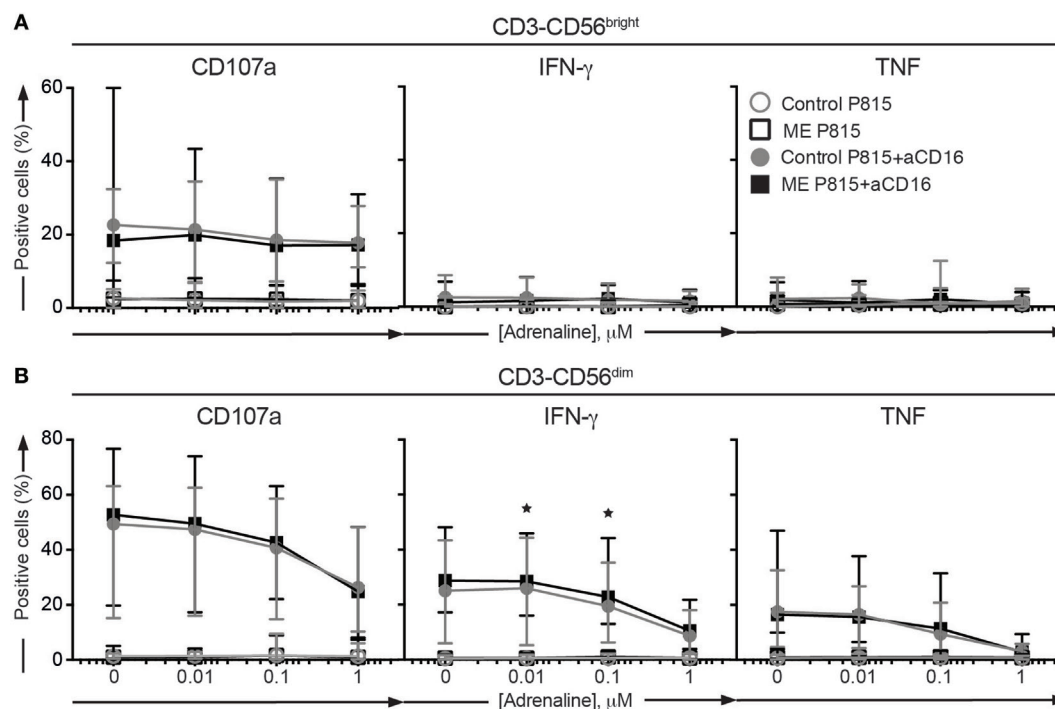 A
CD3-CD56bright
CD107a
IFN-γ
TNF
Positive cells (%)
60
40
20
0
Control P815
ME P815
Control P815+aCD16
ME P815+aCD16
[Adrenaline], μM
B
CD3-CD56dim
CD107a
IFN-γ
TNF
Positive cells (%)
80
60
40
20
0
0 0.01 0.1 1 0 0.01 0.1 1 0 0.01 0.1 1
[Adrenaline], μM